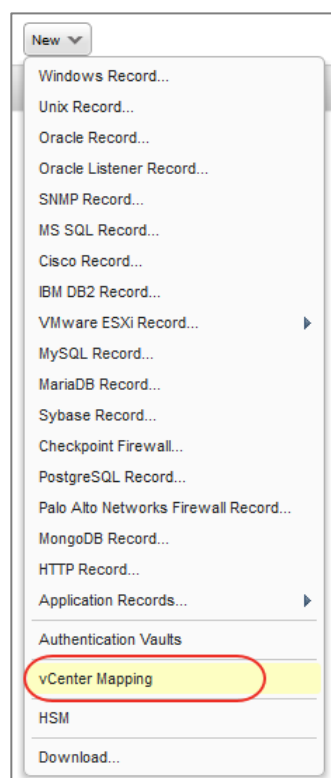 New
Windows Record...
Unix Record...
Oracle Record...
Oracle Listener Record...
SNMP Record...
MS SQL Record...
Cisco Record...
IBM DB2 Record...
VMware ESXi Record...
MySQL Record...
MariaDB Record...
Sybase Record...
Checkpoint Firewall...
PostgreSQL Record...
Palo Alto Networks Firewall Record...
MongoDB Record...
HTTP Record...
Application Records...
Authentication Vaults
vCenter Mapping
HSM
Download...